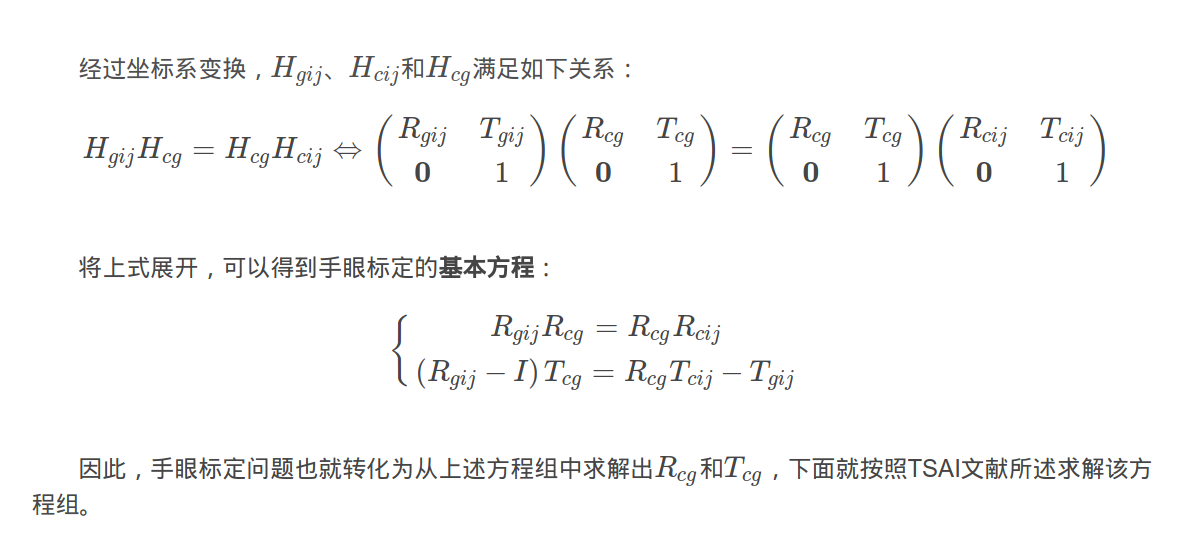 经过坐标系变换，$H_{gij}$、$H_{cij}$和$H_{cg}$满足如下关系：
$H_{gij}H_{cg} = H_{cg}H_{cij} \Leftrightarrow \begin{pmatrix} R_{gij} & T_{gij} \\ \mathbf{0} & 1 \end{pmatrix} \begin{pmatrix} R_{cg} & T_{cg} \\ \mathbf{0} & 1 \end{pmatrix} = \begin{pmatrix} R_{cg} & T_{cg} \\ \mathbf{0} & 1 \end{pmatrix} \begin{pmatrix} R_{cij} & T_{cij} \\ \mathbf{0} & 1 \end{pmatrix}$
将上式展开，可以得到手眼标定的基本方程：
$\begin{cases} R_{gij}R_{cg} = R_{cg}R_{cij} \\ (R_{gij} - I)T_{cg} = R_{cg}T_{cij} - T_{gij} \end{cases}$
因此，手眼标定问题也就转化为从上述方程组中求解出$R_{cg}$和$T_{cg}$，下面就按照TSAI文献所述求解该方
程组。